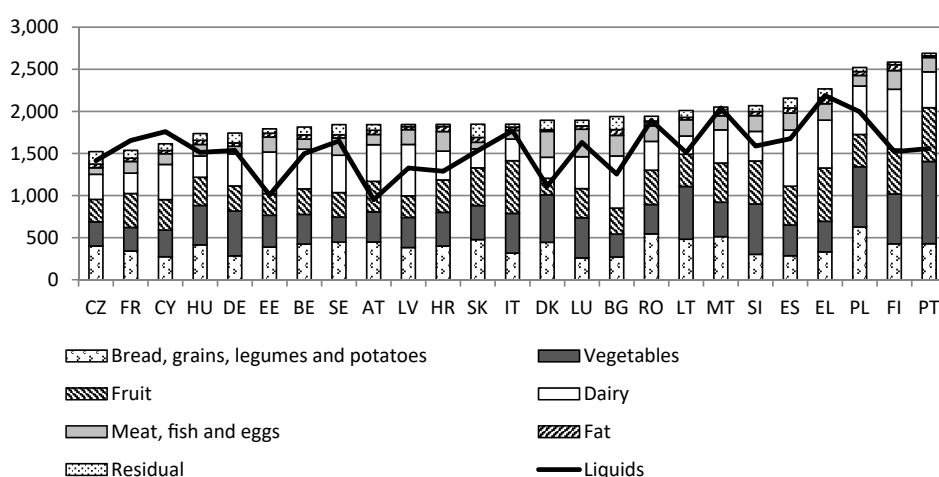 3,000
2,500
2,000
1,500
1,000
500
0
CZ FR CY HU DE EE BE SE AT LV HR SK IT DK LU BG RO LT MT SI ES EL PL FI PT
Bread, grains, legumes and potatoes Vegetables
Fruit Dairy
Meat, fish and eggs Fat
Residual Liquids